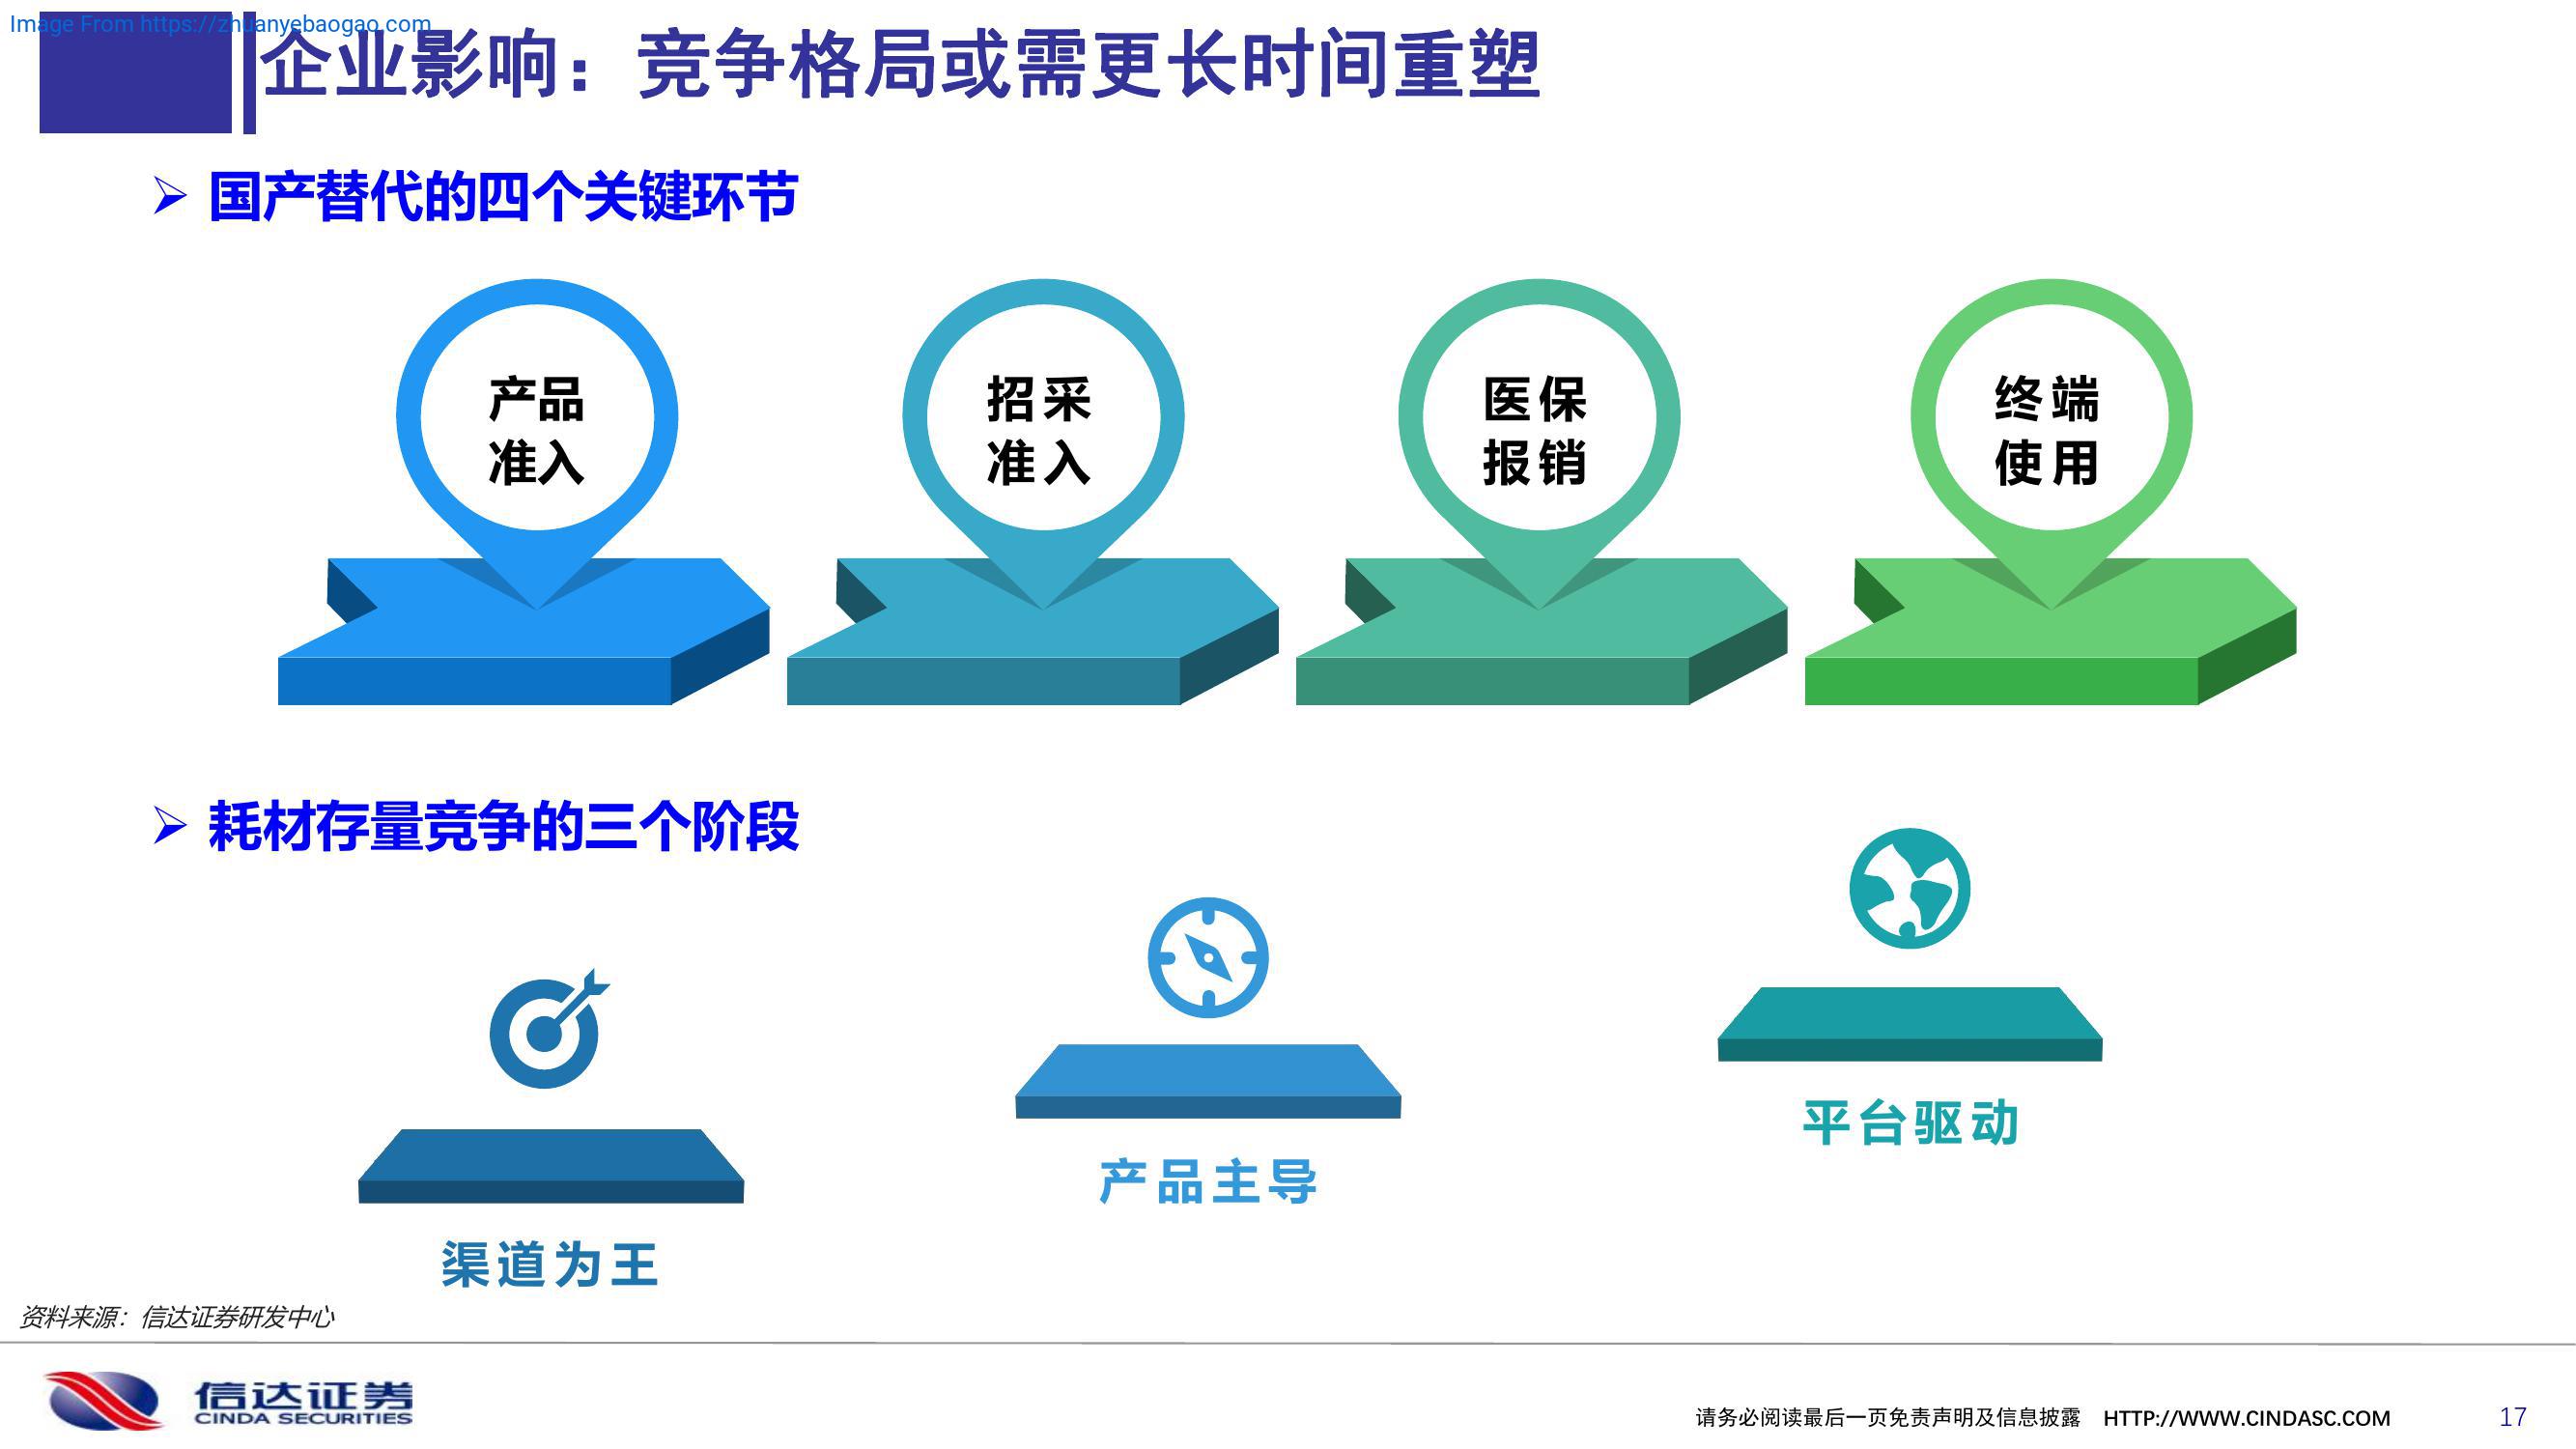 Image From https://zhuanyebaogao.com
企业影响：竞争格局或需更长时间重塑
国产替代的四个关键环节
产品
准入
招采
准入
医保
报销
终端
使用
耗材存量竞争的三个阶段
渠道为王
产品主导
平台驱动
资料来源：信达证券研发中心
信达证券
CINDA SECURITIES
请务必阅读最后一页免责声明及信息披露 HTTP://WWW.CINDASC.COM 17